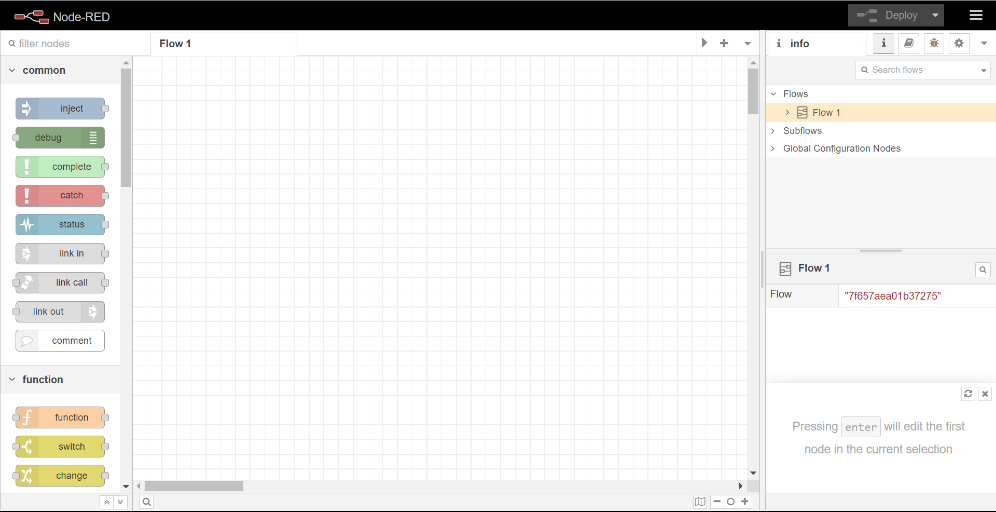 Node-RED
Deploy
filter nodes
Flow 1
i info
i
Search flows
common
inject
debug
complete
catch
status
link in
link call
link out
comment
function
function
switch
change
Flows
Flow 1
Subflows
Global Configuration Nodes
Flow 1
Flow "7f657aea01b37275"
Pressing enter will edit the first
node in the current selection